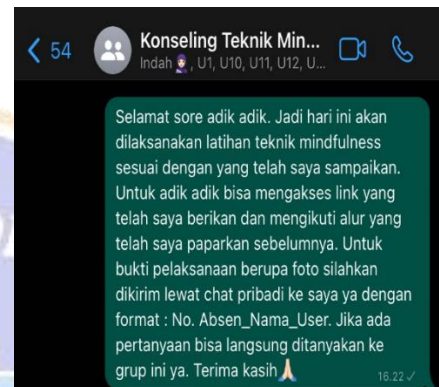 54
Konseling Teknik Min...
Indah🧕🏻, U1, U10, U11, U12, U...
Selamat sore adik adik. Jadi hari ini akan
dilaksanakan latihan teknik mindfulness
sesuai dengan yang telah saya sampaikan.
Untuk adik adik bisa mengakses link yang
telah saya berikan dan mengikuti alur yang
telah saya paparkan sebelumnya. Untuk
bukti pelaksanaan berupa foto silahkan
dikirim lewat chat pribadi ke saya ya dengan
format : No. Absen_Nama_User. Jika ada
pertanyaan bisa langsung ditanyakan ke
grup ini ya. Terima kasih🙏🏻
16.22 ✓